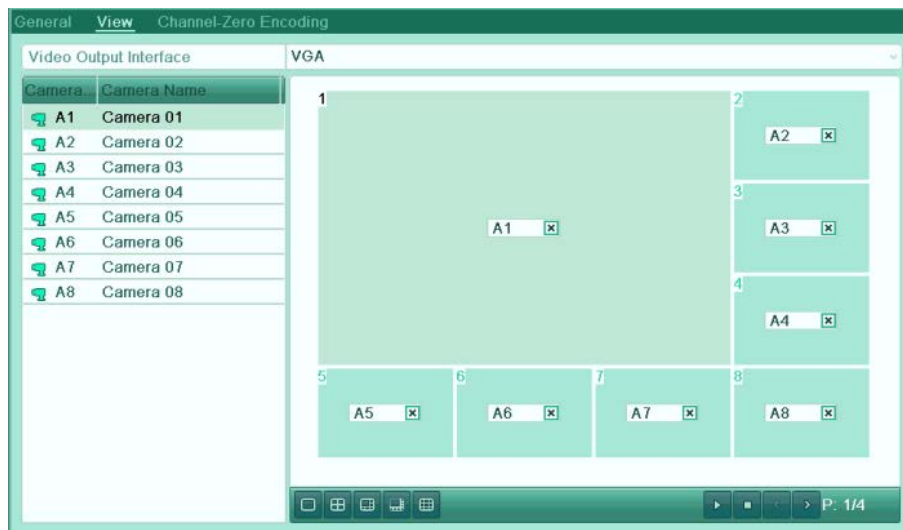 General View Channel-Zero Encoding
Video Output Interface VGA
Camera... Camera Name
A1 Camera 01
A2 Camera 02
A3 Camera 03
A4 Camera 04
A5 Camera 05
A6 Camera 06
A7 Camera 07
A8 Camera 08
1
A1
2
A2
3
A3
4
A4
5
A5
6
A6
7
A7
8
A8
P: 1/4